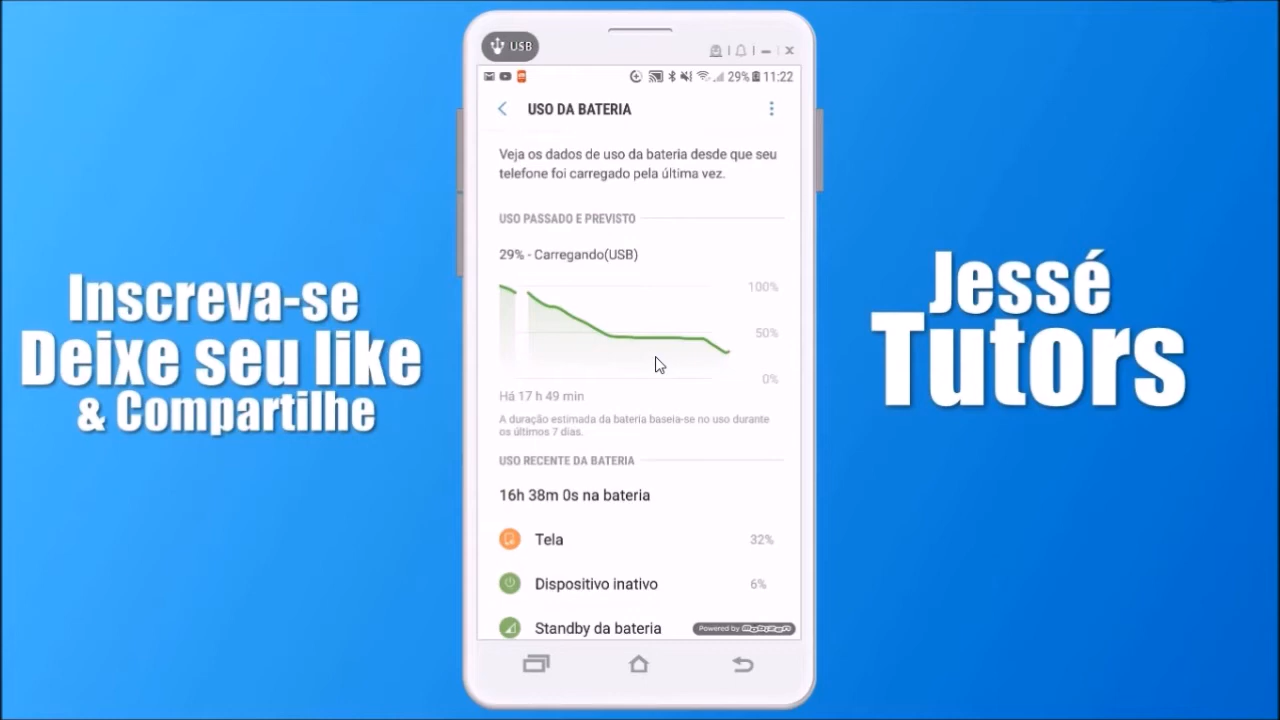 USB
29% 11:22
USO DA BATERIA
Veja os dados de uso da bateria desde que seu
telefone foi carregado pela última vez.
USO PASSADO E PREVISTO
29% - Carregando(USB)
100%
50%
0%
Há 17 h 49 min
A duração estimada da bateria baseia-se no uso durante
os últimos 7 dias.
USO RECENTE DA BATERIA
16h 38m 0s na bateria
Tela 32%
Dispositivo inativo 6%
Standby da bateria
Powered by Mobizen
Inscreva-se
Deixe seu like
& Compartilhe
Jessé
Tutors